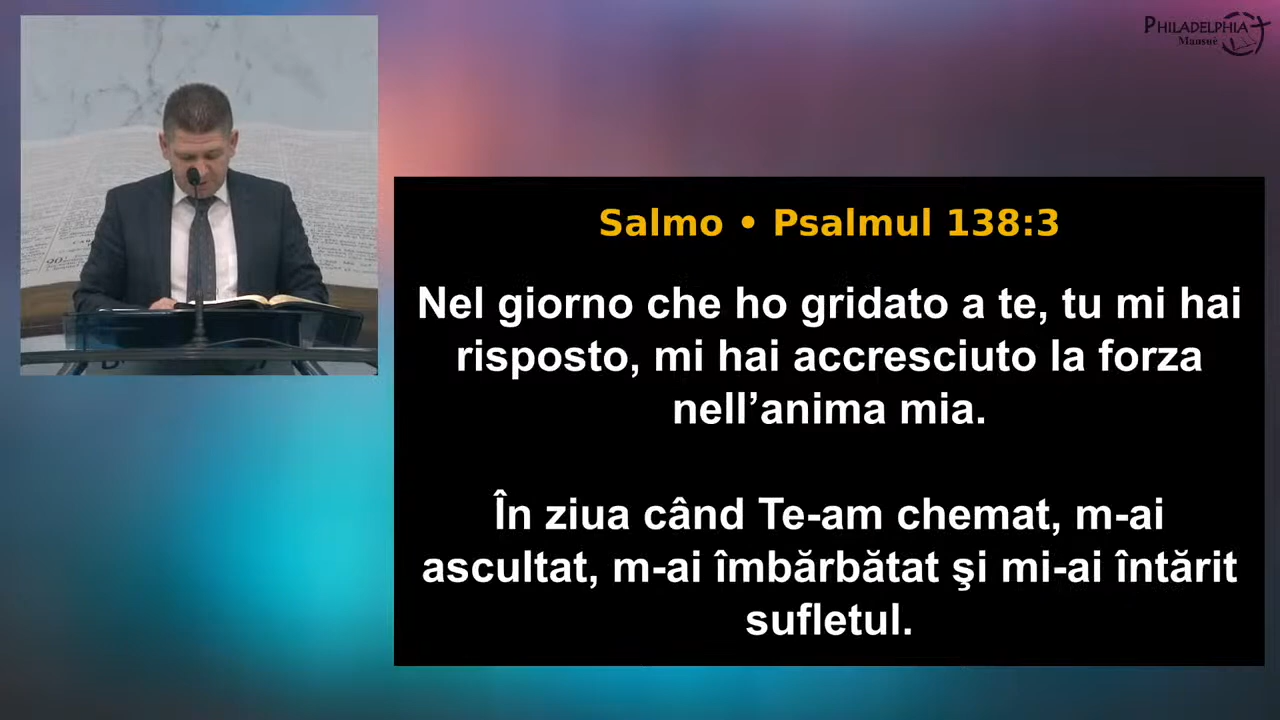 PHILADELPHIA
Mansuè
Salmo • Psalmul 138:3
Nel giorno che ho gridato a te, tu mi hai
risposto, mi hai accresciuto la forza
nell’anima mia.
În ziua când Te-am chemat, m-ai
ascultat, m-ai îmbărbătat şi mi-ai întărit
sufletul.